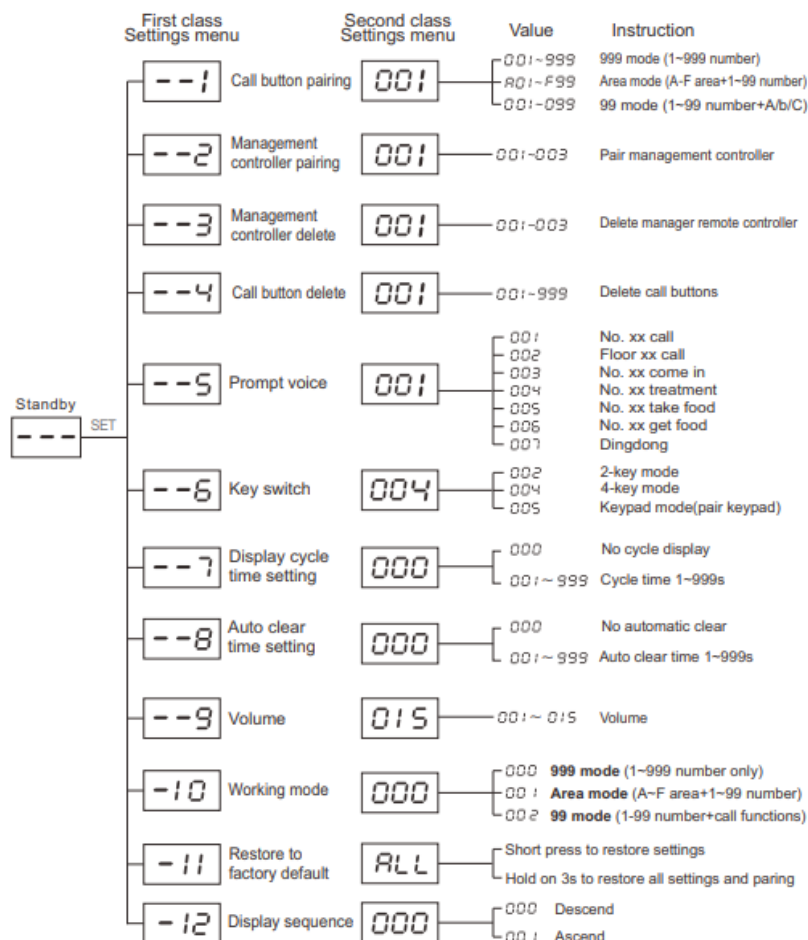 First class Settings menu
Second class Settings menu
Value
Instruction
Standby
---
SET
--1
Call button pairing
001
001~999 999 mode (1~999 number)
A01~F99 Area mode (A-F area+1~99 number)
001-099 99 mode (1~99 number+A/b/C)
--2
Management
controller pairing
001
001-003 Pair management controller
--3
Management
controller delete
001
001-003 Delete manager remote controller
--4
Call button delete
001
001-999 Delete call buttons
--5
Prompt voice
001
001 No. xx call
002 Floor xx call
003 No. xx come in
004 No. xx treatment
005 No. xx take food
006 No. xx get food
007 Dingdong
--6
Key switch
004
002 2-key mode
004 4-key mode
005 Keypad mode(pair keypad)
--7
Display cycle
time setting
000
000 No cycle display
001~999 Cycle time 1~999s
--8
Auto clear
time setting
000
000 No automatic clear
001~999 Auto clear time 1~999s
--9
Volume
015
001~015 Volume
-10
Working mode
000
000 999 mode (1~999 number only)
001 Area mode (A~F area+1~99 number)
002 99 mode (1-99 number+call functions)
-11
Restore to
factory default
ALL
Short press to restore settings
Hold on 3s to restore all settings and paring
-12
Display sequence
000
000 Descend
001 Ascend